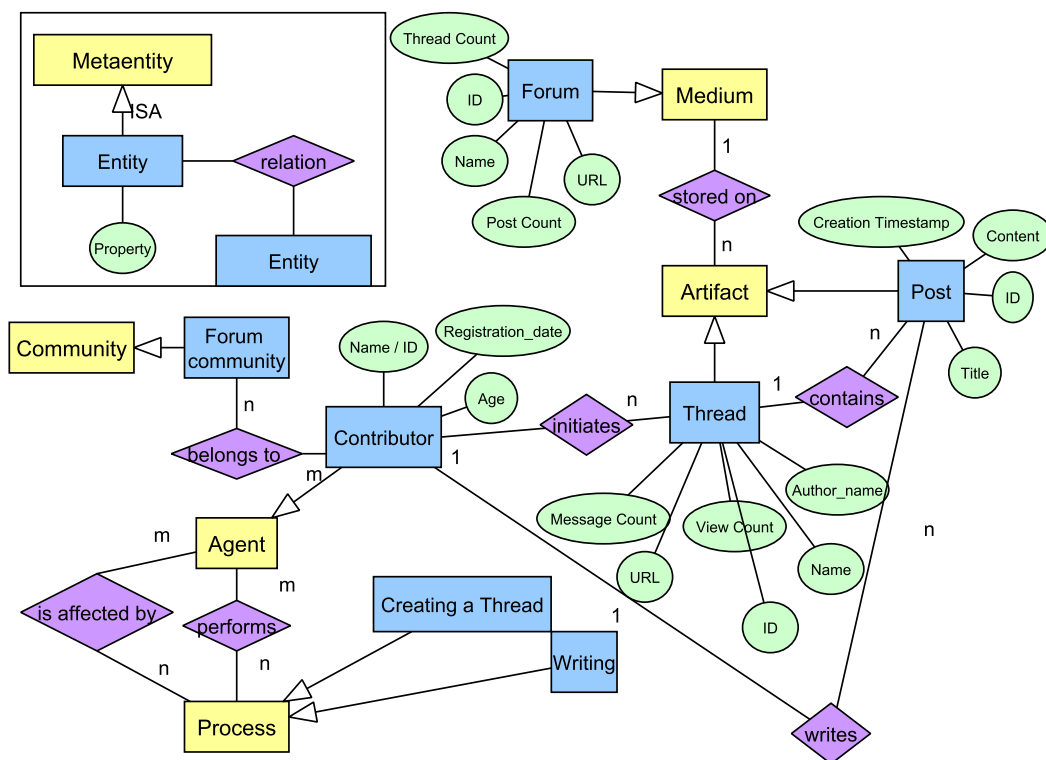 Metaentity
ISA
Entity
relation
Property
Entity
Thread Count
Forum
ID
Name
URL
Post Count
Medium
1
stored on
n
Artifact
Creation Timestamp
Content
Post
ID
Title
n
Community
Forum
community
n
belongs to
Name / ID
Registration_date
Age
Contributor
1
m
initiates
n
Thread
1
contains
Message Count
URL
View Count
ID
Name
Author_name
n
Agent
m
m
is affected by
performs
n
n
Creating a Thread
1
Writing
Process
writes